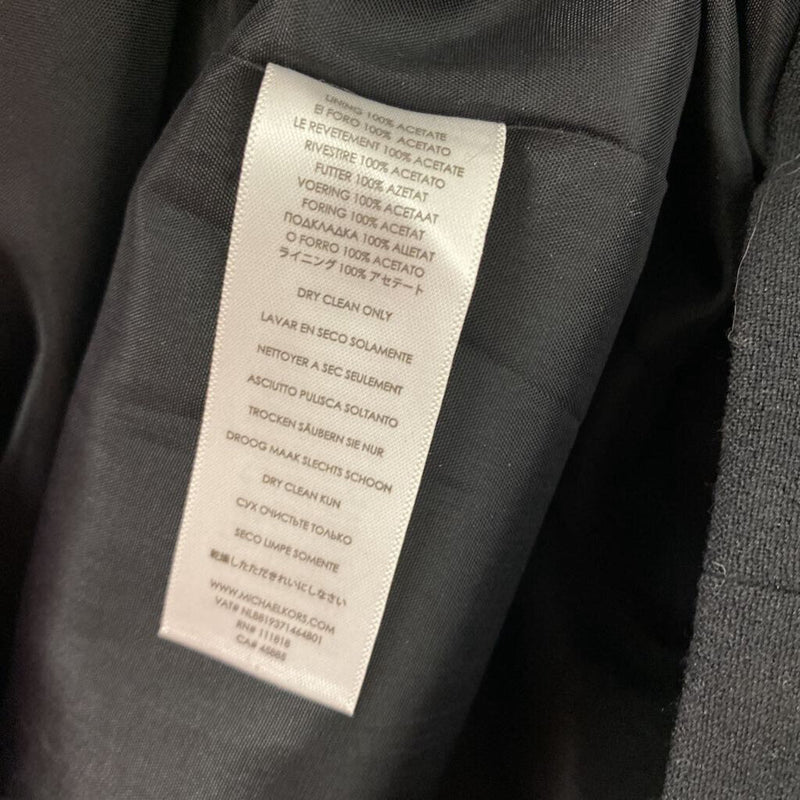 LINING 100% ACETATE
El FORO 100% ACETATO
LE REVETEMENT 100% ACETATE
RIVESTIRE 100% ACETATO
FUTTER 100% AZETAT
VOERING 100% ACETAAT
FORING 100% ACETAT
ПОДКЛАДКА 100% АЦЕТАТ
O FORRO 100% ACETATO
ライニング 100% アセテート
DRY CLEAN ONLY
LAVAR EN SECO SOLAMENTE
NETTOYER A SEC SEULEMENT
ASCIUTTO PULISCA SOLTANTO
TROCKEN SÄUBERN SIE NUR
DROOG MAAK SLECHTS SCHOON
DRY CLEAN KUN
СУХ ОЧИСТЬТЕ ТОЛЬКО
SECO LIMPE SOMENTE
乾燥したただきれいにしなさい
WWW.MICHAELKORS.COM
VAT# NLB819371464B01
RN# 111818
CA# 45885